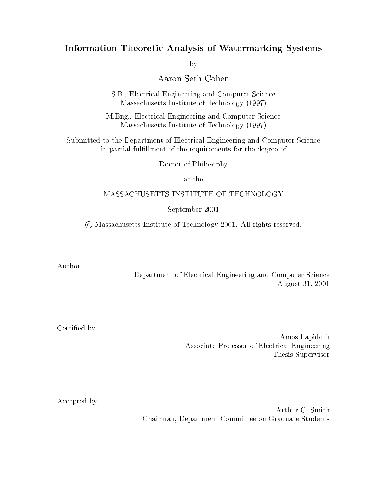 Information Theoretic Analysis of Watermarking Systems
by
Aaron Seth Cohen
S.B., Electrical Engineering and Computer Science
Massachusetts Institute of Technology (1997)
M.Eng., Electrical Engineering and Computer Science
Massachusetts Institute of Technology (1997)
Submitted to the Department of Electrical Engineering and Computer Science
in partial fulfillment of the requirements for the degree of
Doctor of Philosophy
at the
MASSACHUSETTS INSTITUTE OF TECHNOLOGY
September 2001
© Massachusetts Institute of Technology 2001. All rights reserved.
Author
Department of Electrical Engineering and Computer Science
August 31, 2001
Certified by
Amos Lapidoth
Associate Professor of Electrical Engineering
Thesis Supervisor
Accepted by
Arthur C. Smith
Chairman, Department Committee on Graduate Students